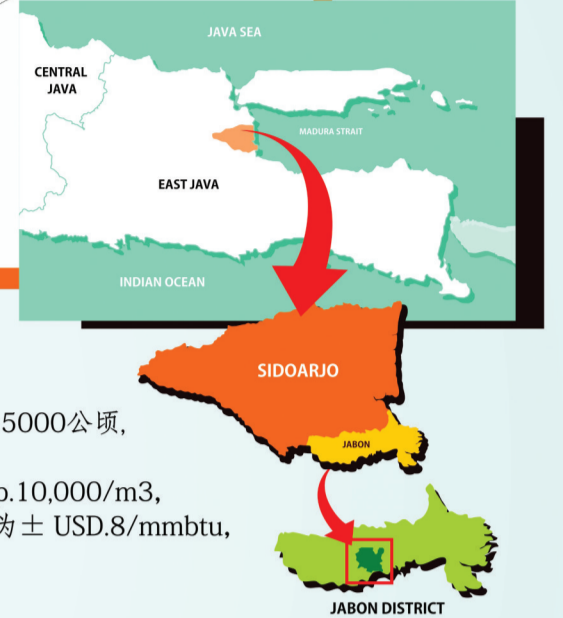 JAVA SEA
CENTRAL
JAVA
MADURA STRAIT
EAST JAVA
INDIAN OCEAN
SIDOARJO
5000公顷,
JABON
.10,000/m3,
为± USD.8/mmbtu,
JABON DISTRICT